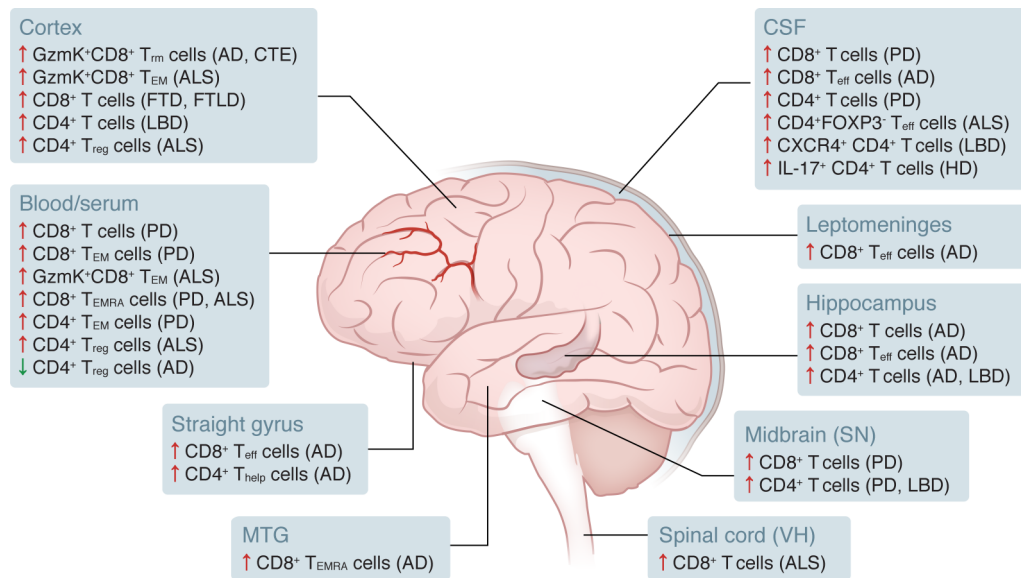 Cortex
↑ GzmK⁺CD8⁺ Trm cells (AD, CTE)
↑ GzmK⁺CD8⁺ TEM (ALS)
↑ CD8⁺ T cells (FTD, FTLD)
↑ CD4⁺ T cells (LBD)
↑ CD4⁺ Treg cells (ALS)
Blood/serum
↑ CD8⁺ T cells (PD)
↑ CD8⁺ TEM cells (PD)
↑ GzmK⁺CD8⁺ TEM (ALS)
↑ CD8⁺ TEMRA cells (PD, ALS)
↑ CD4⁺ TEM cells (PD)
↑ CD4⁺ Treg cells (ALS)
↓ CD4⁺ Treg cells (AD)
Straight gyrus
↑ CD8⁺ Teff cells (AD)
↑ CD4⁺ Thelp cells (AD)
MTG
↑ CD8⁺ TEMRA cells (AD)
CSF
↑ CD8⁺ T cells (PD)
↑ CD8⁺ Teff cells (AD)
↑ CD4⁺ T cells (PD)
↑ CD4⁺FOXP3⁻ Teff cells (ALS)
↑ CXCR4⁺ CD4⁺ T cells (LBD)
↑ IL-17⁺ CD4⁺ T cells (HD)
Leptomeninges
↑ CD8⁺ Teff cells (AD)
Hippocampus
↑ CD8⁺ T cells (AD)
↑ CD8⁺ Teff cells (AD)
↑ CD4⁺ T cells (AD, LBD)
Midbrain (SN)
↑ CD8⁺ T cells (PD)
↑ CD4⁺ T cells (PD, LBD)
Spinal cord (VH)
↑ CD8⁺ T cells (ALS)